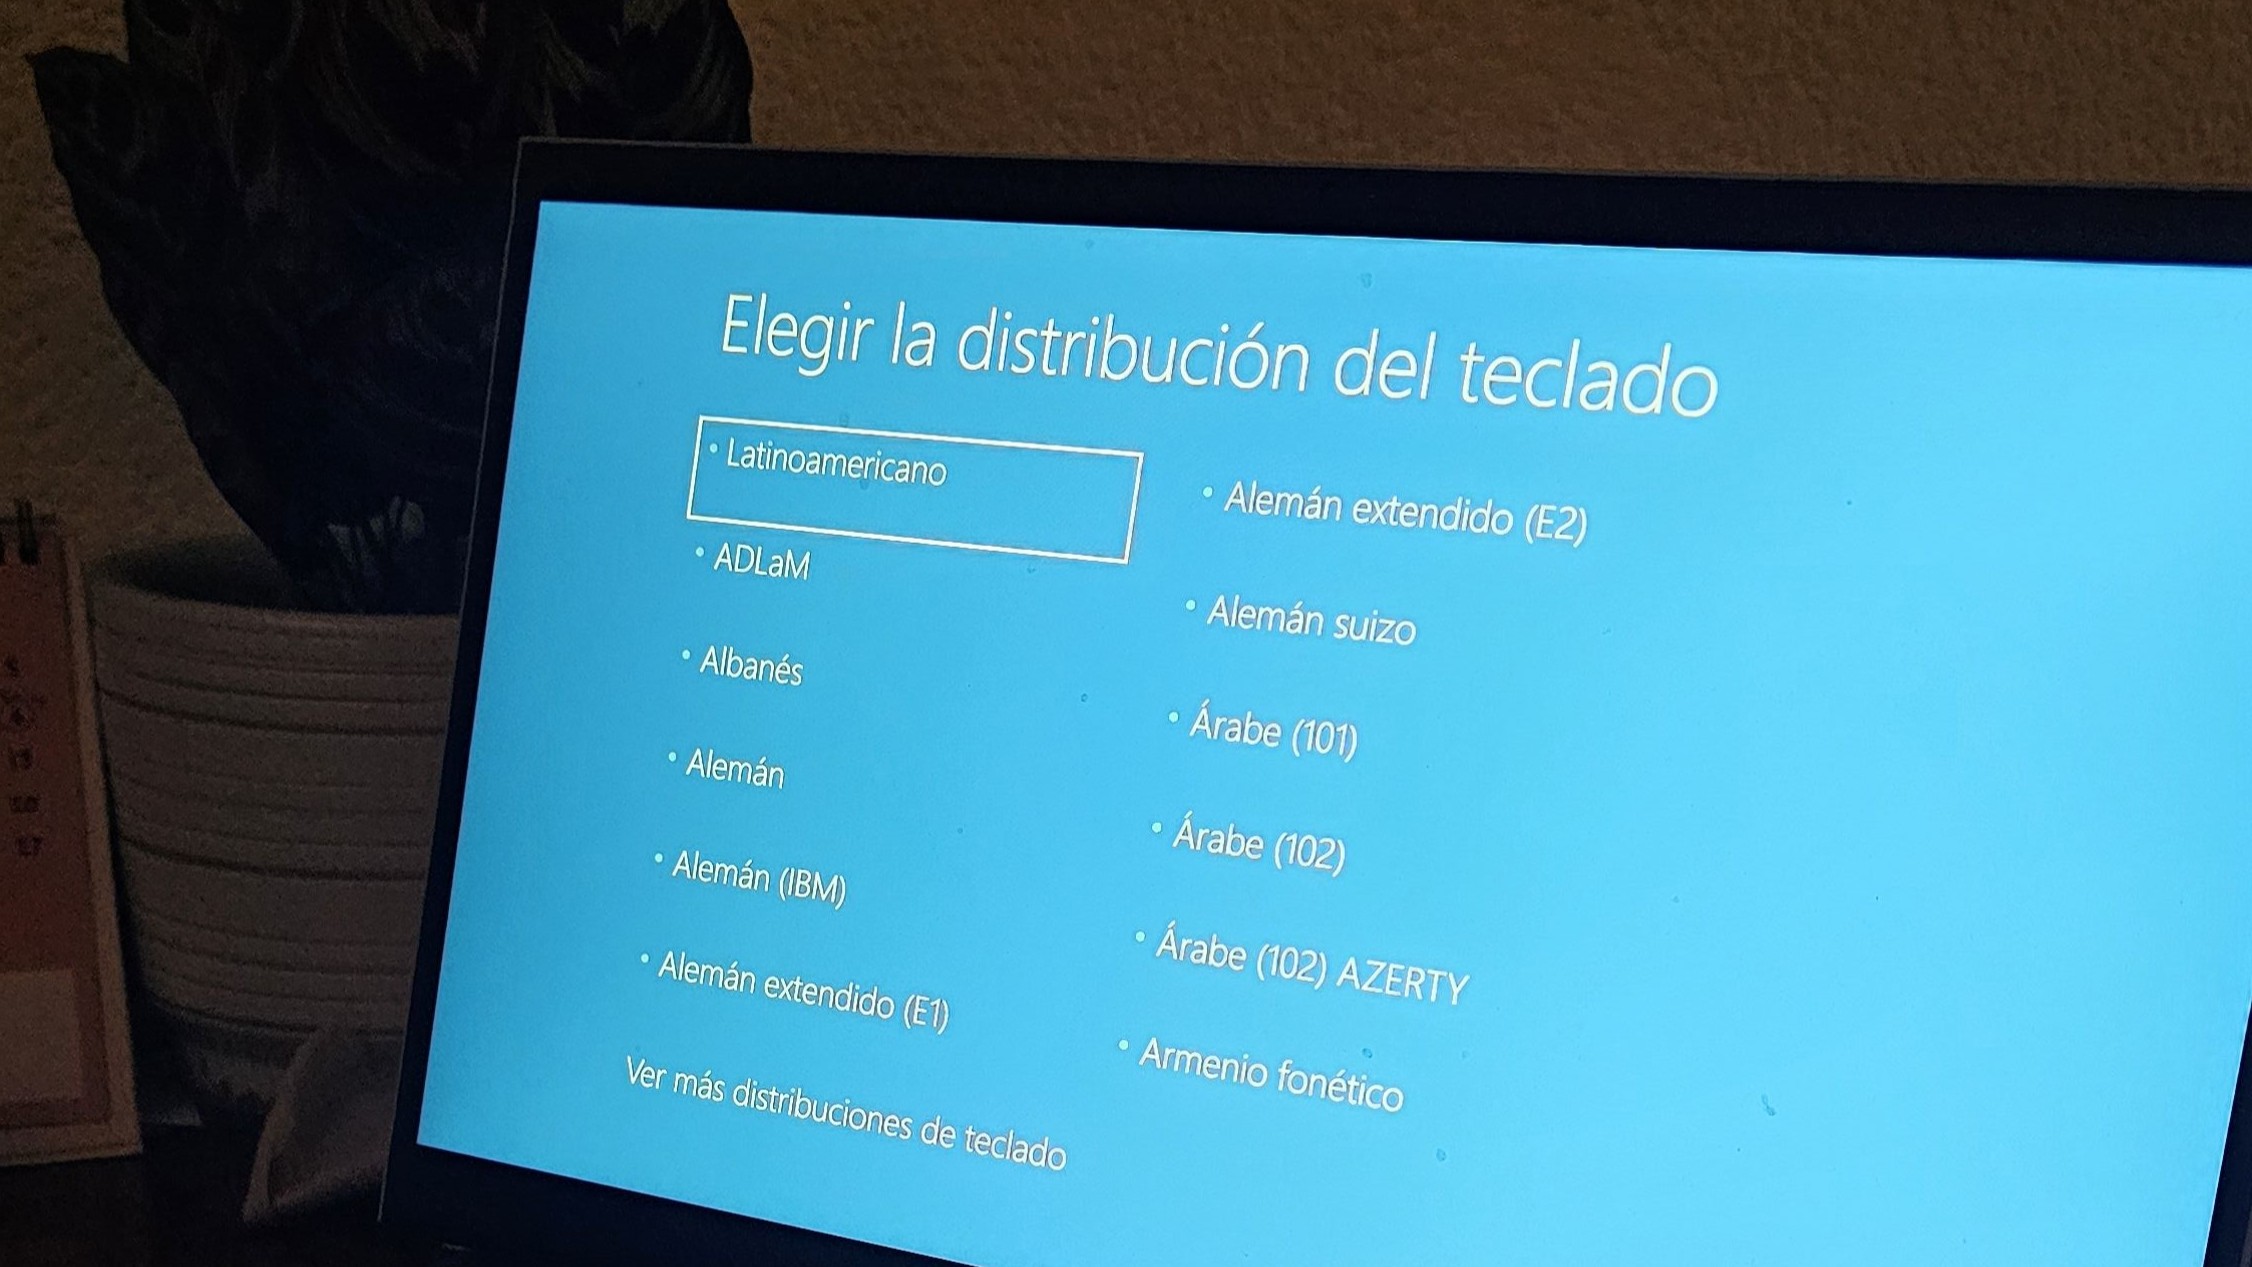 Elegir la distribución del teclado
• Latinoamericano
• ADLaM
• Albanés
• Alemán
• Alemán (IBM)
• Alemán extendido (E1)
Ver más distribuciones de teclado
• Alemán extendido (E2)
• Alemán suizo
• Árabe (101)
• Árabe (102)
• Árabe (102) AZERTY
• Armenio fonético